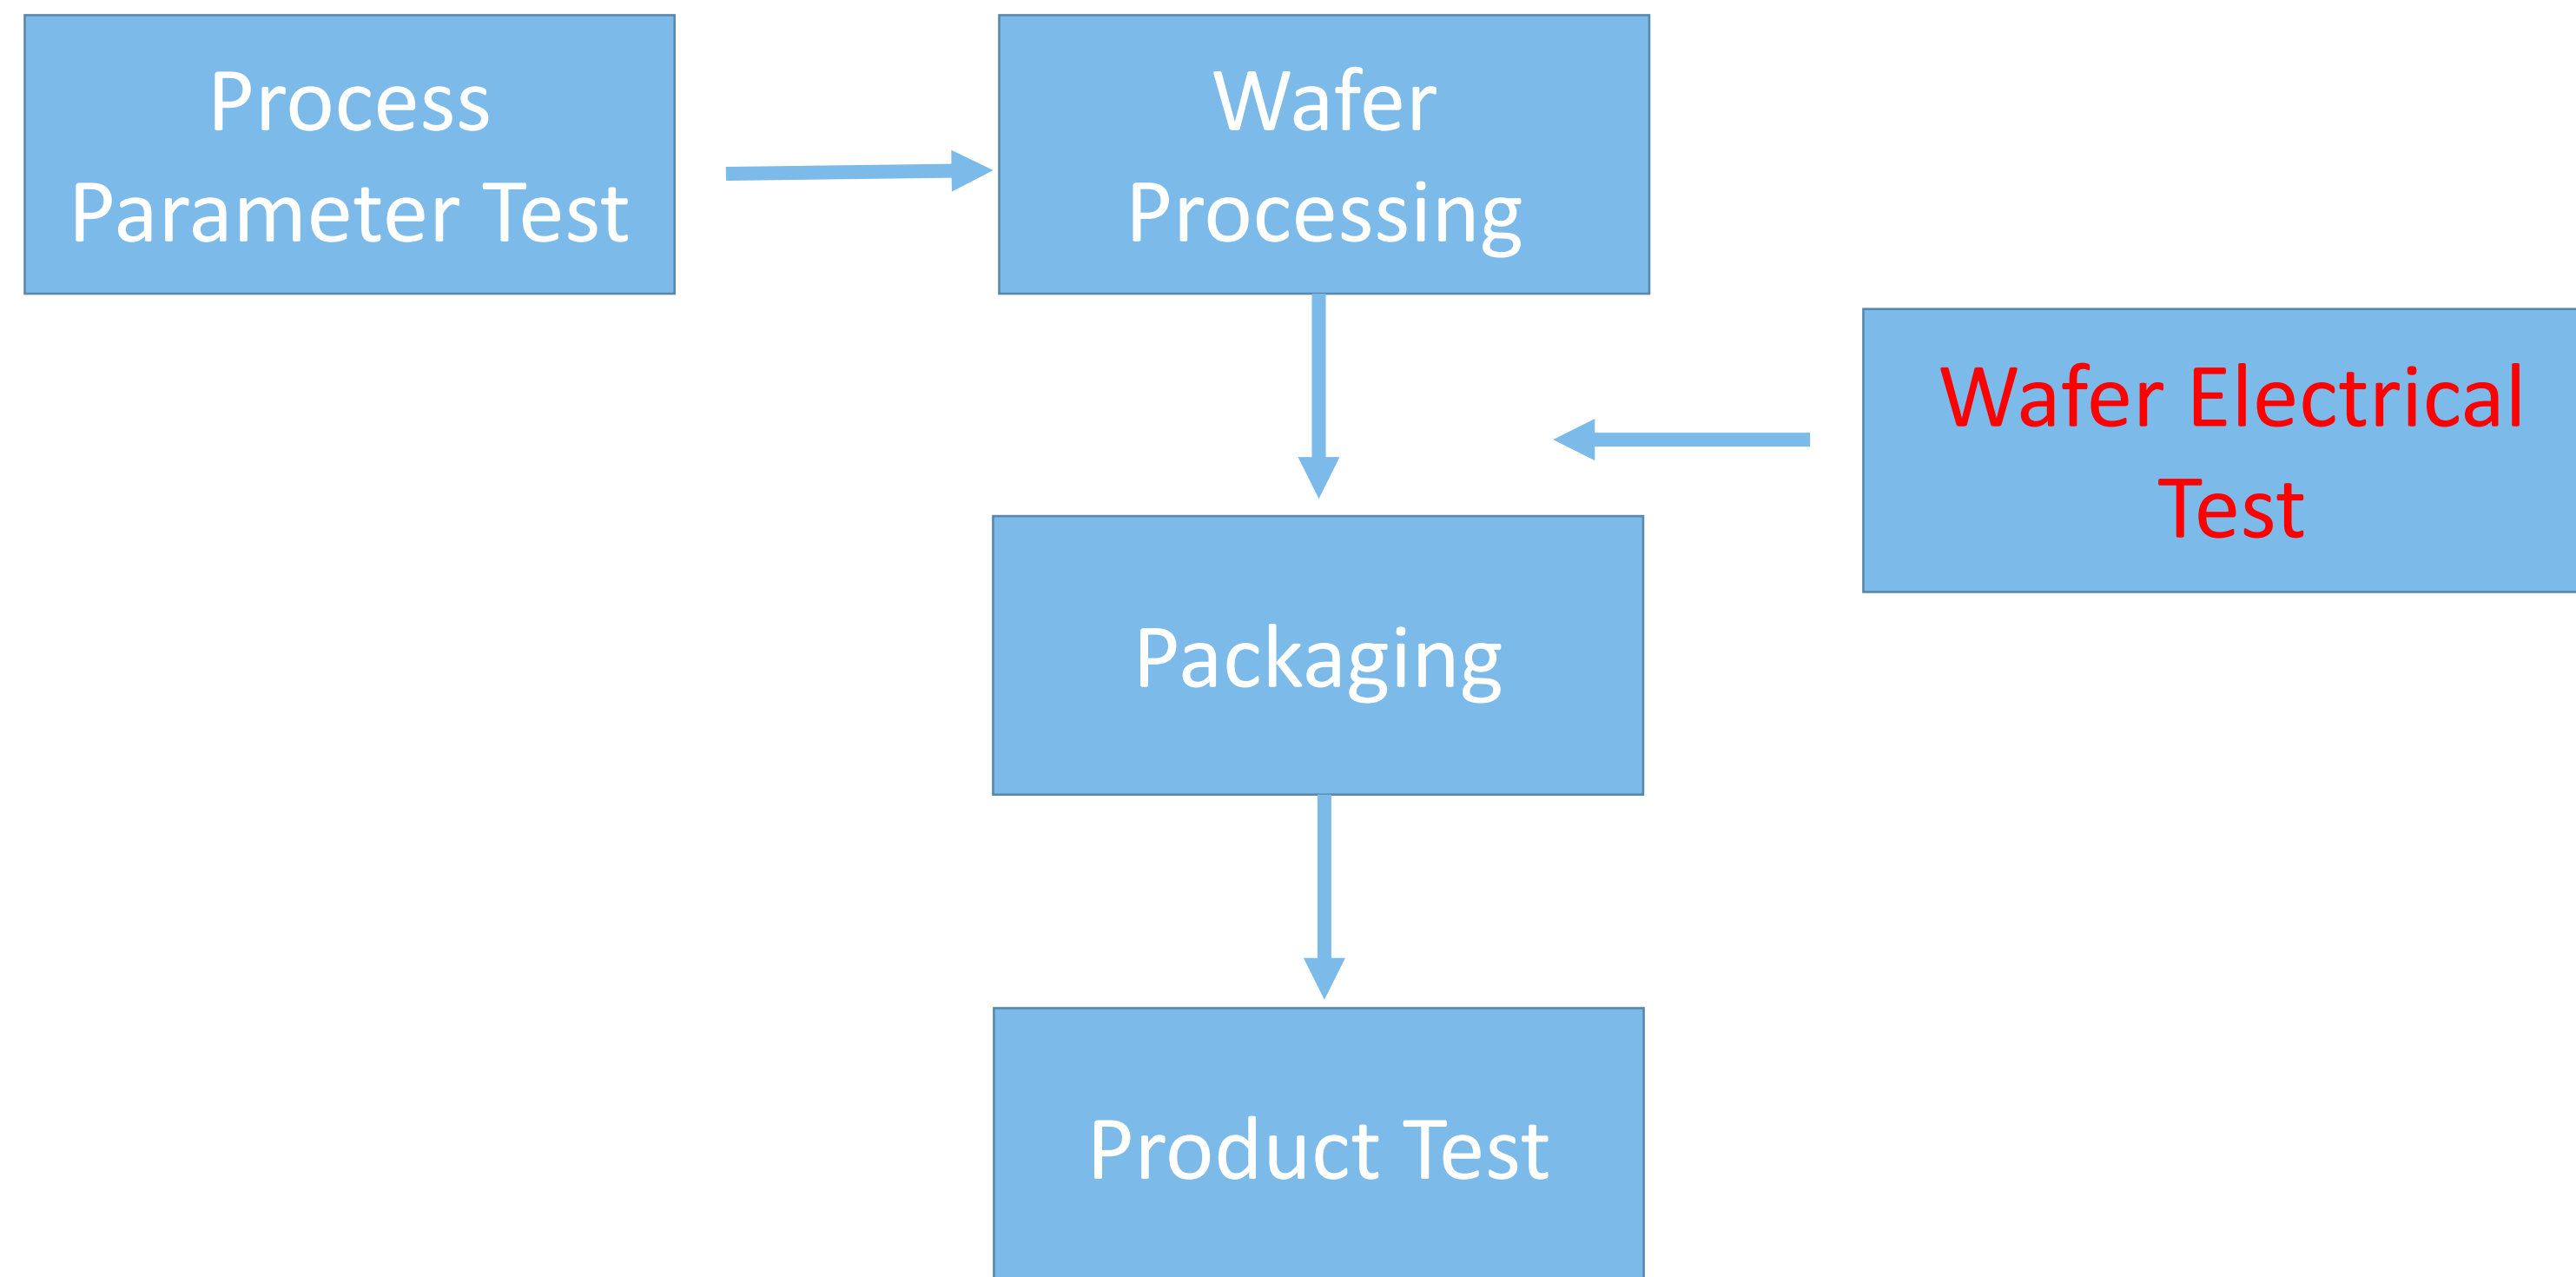 Process
Parameter Test
Wafer
Processing
Wafer Electrical
Test
Packaging
Product Test